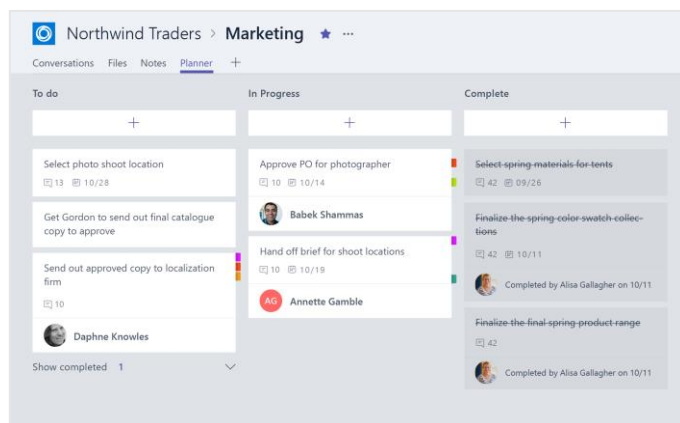 Northwind Traders > Marketing ★ ...
Conversations Files Notes Planner +
To do
+
Select photo shoot location
13 10/28
Get Gordon to send out final catalogue
copy to approve
Send out approved copy to localization
firm
10
Daphne Knowles
Show completed 1
In Progress
+
Approve PO for photographer
10 10/14
Babek Shammas
Hand off brief for shoot locations
10 10/19
AG Annette Gamble
Complete
+
Select spring materials for tents
42 09/26
Finalize the spring color swatch collec-
tions
42 10/11
Completed by Alisa Gallagher on 10/11
Finalize the final spring product range
42
Completed by Alisa Gallagher on 10/11